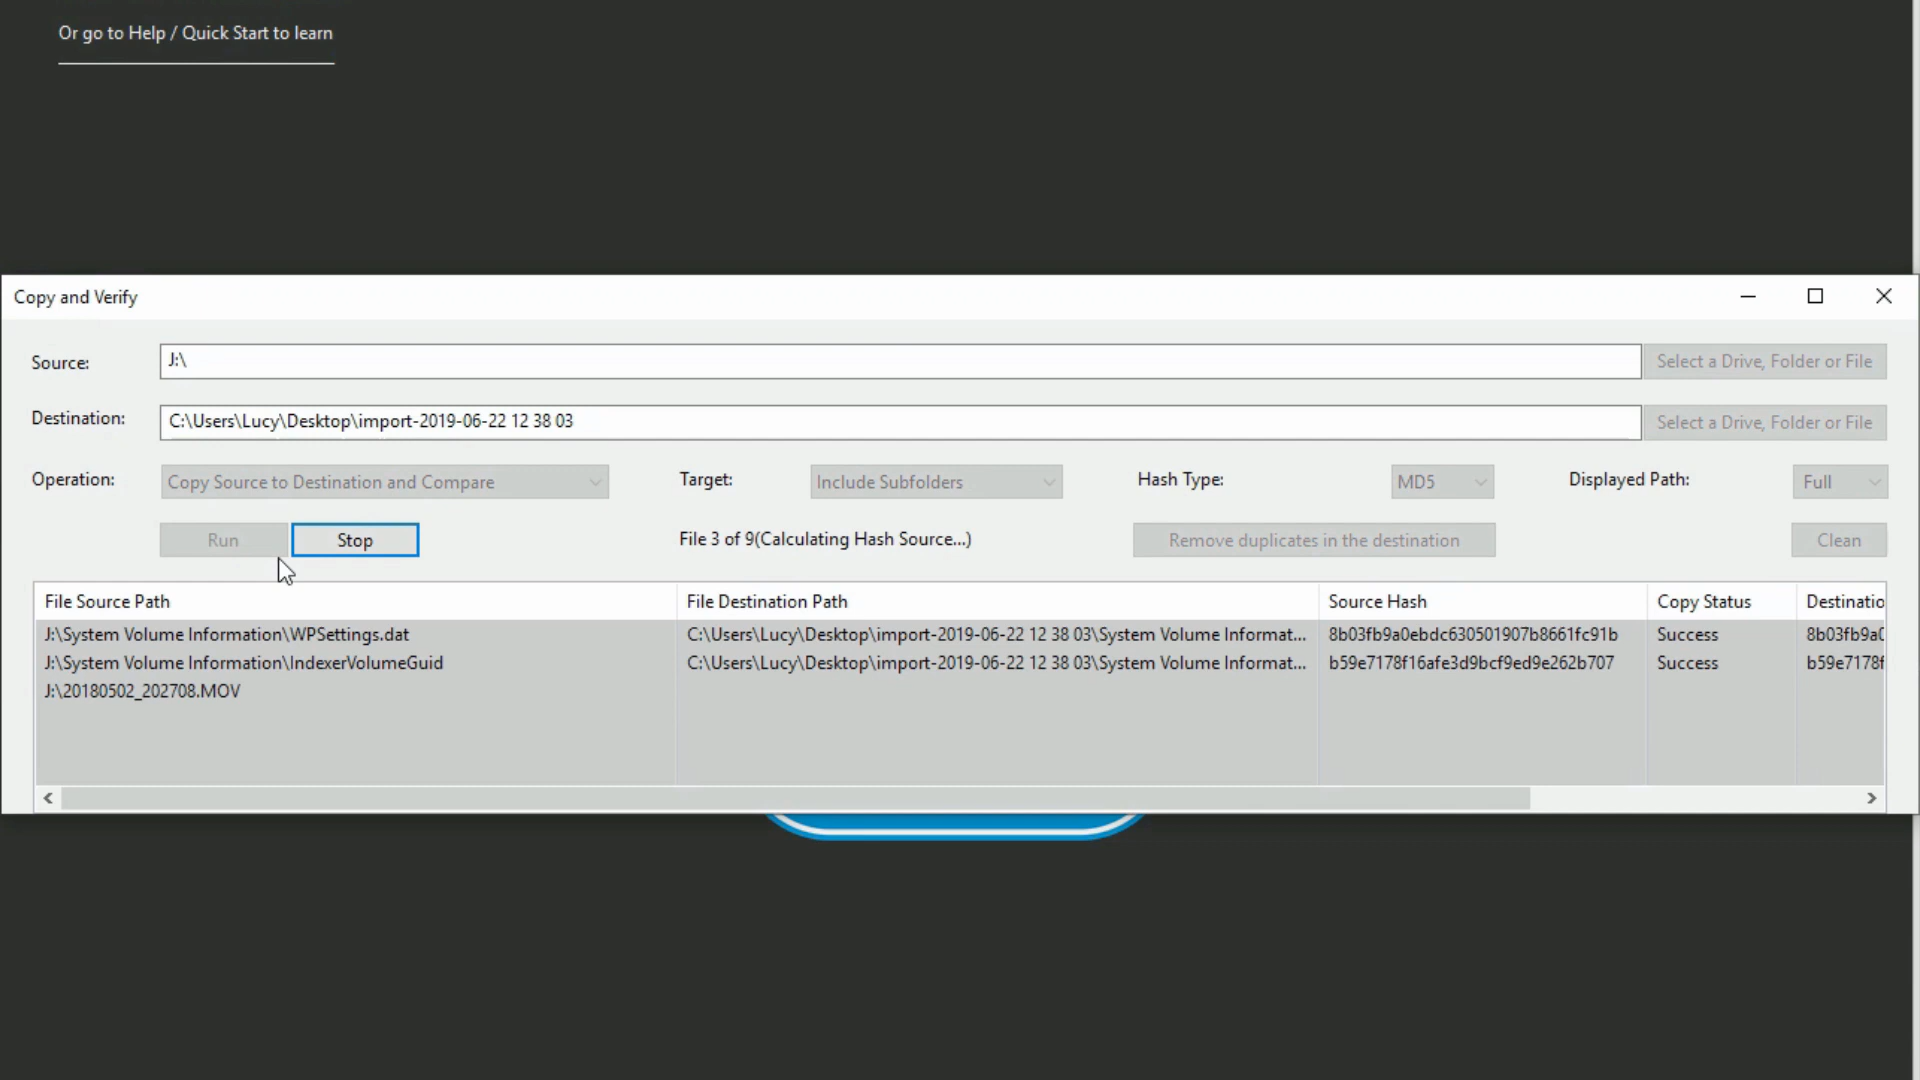 Or go to Help / Quick Start to learn
Copy and Verify
Source: J:\ Select a Drive, Folder or File
Destination: C:\Users\Lucy\Desktop\import-2019-06-22 12 38 03 Select a Drive, Folder or File
Operation: Copy Source to Destination and Compare Target: Include Subfolders Hash Type: MD5 Displayed Path: Full
Run Stop File 3 of 9(Calculating Hash Source...) Remove duplicates in the destination Clean
File Source Path File Destination Path Source Hash Copy Status Destinatio
J:\System Volume Information\WPSettings.dat C:\Users\Lucy\Desktop\import-2019-06-22 12 38 03\System Volume Informat... 8b03fb9a0ebdc630501907b8661fc91b Success 8b03fb9a0
J:\System Volume Information\IndexerVolumeGuid C:\Users\Lucy\Desktop\import-2019-06-22 12 38 03\System Volume Informat... b59e7178f16afe3d9bcf9ed9e262b707 Success b59e7178f
J:\20180502_202708.MOV